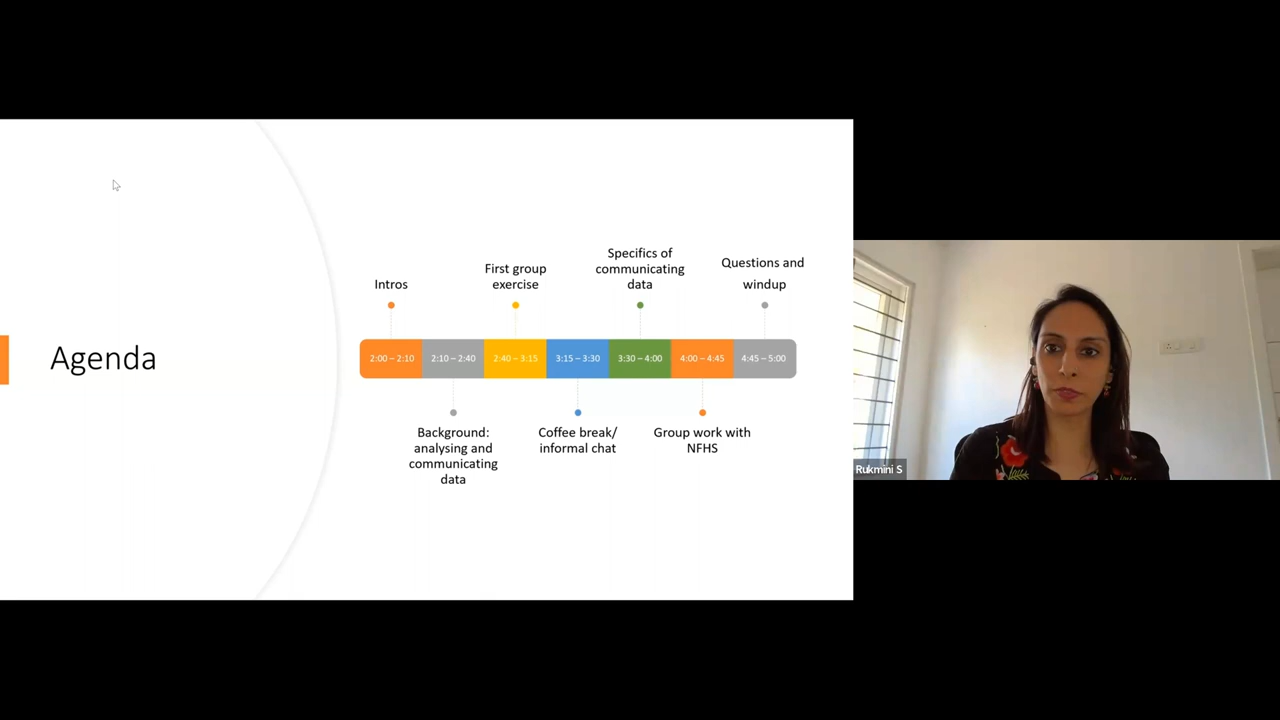 Agenda
Intros
First group
exercise
Specifics of
communicating
data
Questions and
windup
2:00 – 2:10
2:10 – 2:40
2:40 – 3:15
3:15 – 3:30
3:30 – 4:00
4:00 – 4:45
4:45 – 5:00
Background:
analysing and
communicating
data
Coffee break/
informal chat
Group work with
NFHS
Rukmini S